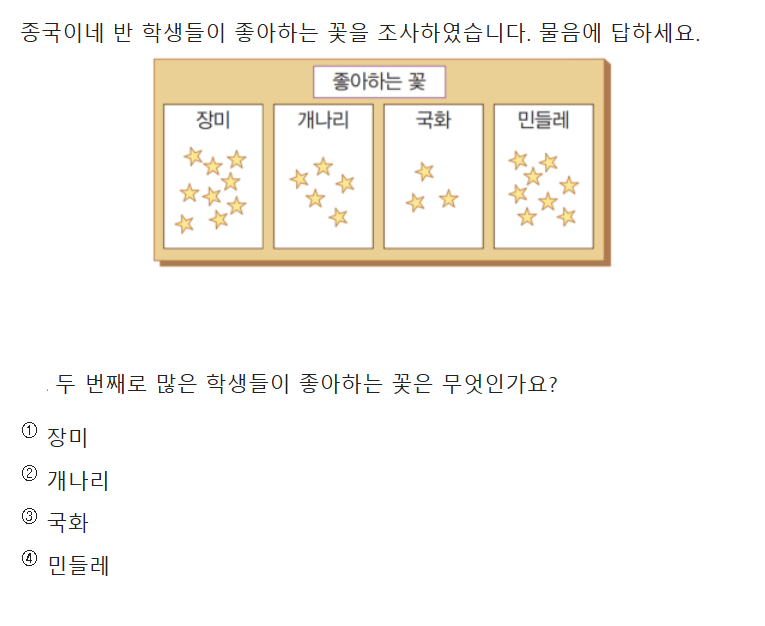 종국이네 반 학생들이 좋아하는 꽃을 조사하였습니다. 물음에 답하세요.
좋아하는 꽃
장미 개나리 국화 민들레
. 두 번째로 많은 학생들이 좋아하는 꽃은 무엇인가요?
① 장미
② 개나리
③ 국화
④ 민들레